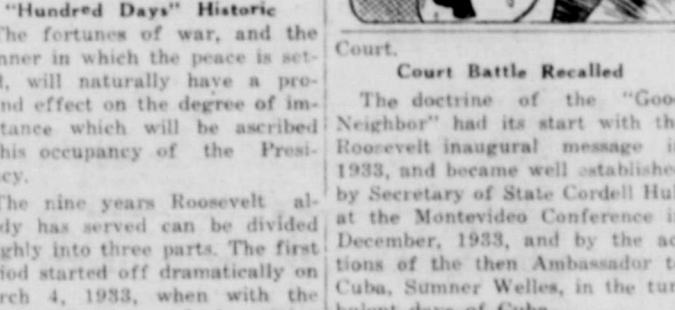 "Hundred Days" Historic
The fortunes of war, and the
nner in which the peace is set-
, will naturally have a pro-
nd effect on the degree of im-
tance which will be ascribed
his occupancy of the Presi-
cy.
The nine years Roosevelt al-
dy has served can be divided
ghly into three parts. The first
iod started off dramatically on
rch 4, 1933, when with the
Court.
Court Battle Recalled
The doctrine of the "Goo
Neighbor" had its start with th
Roosevelt inaugural message i
1933, and became well establishe
by Secretary of State Cordell Hul
at the Montevideo Conference i
December, 1933, and by the ac
tions of the then Ambassador t
Cuba, Sumner Welles, in the tur
bulent days of Cuba